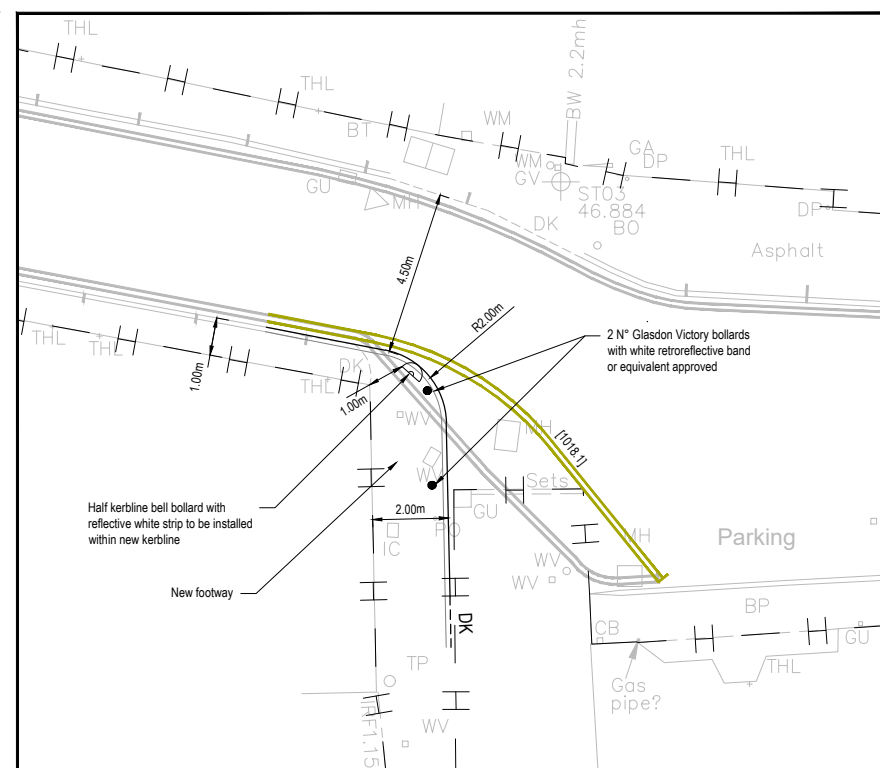 THL
THL
BT
WM
BW 2.2mh
WM
GV
GA
DP
THL
ST03
46.884
BO
DP
GU
MH
DK
Asphalt
4.50m
R2.00m
2 N° Glasdon Victory bollards
with white retroreflective band
or equivalent approved
THL
THL
1.00m
THL
DK
1.00m
WV
MH
[1018.1]
WV
Sets
Half kerbline bell bollard with
reflective white strip to be installed
within new kerbline
GU
2.00m
PO
IC
MH
Parking
WV
WV
New footway
BP
DK
CB
GU
TP
THL
Gas
pipe?
WV
IRF1.15